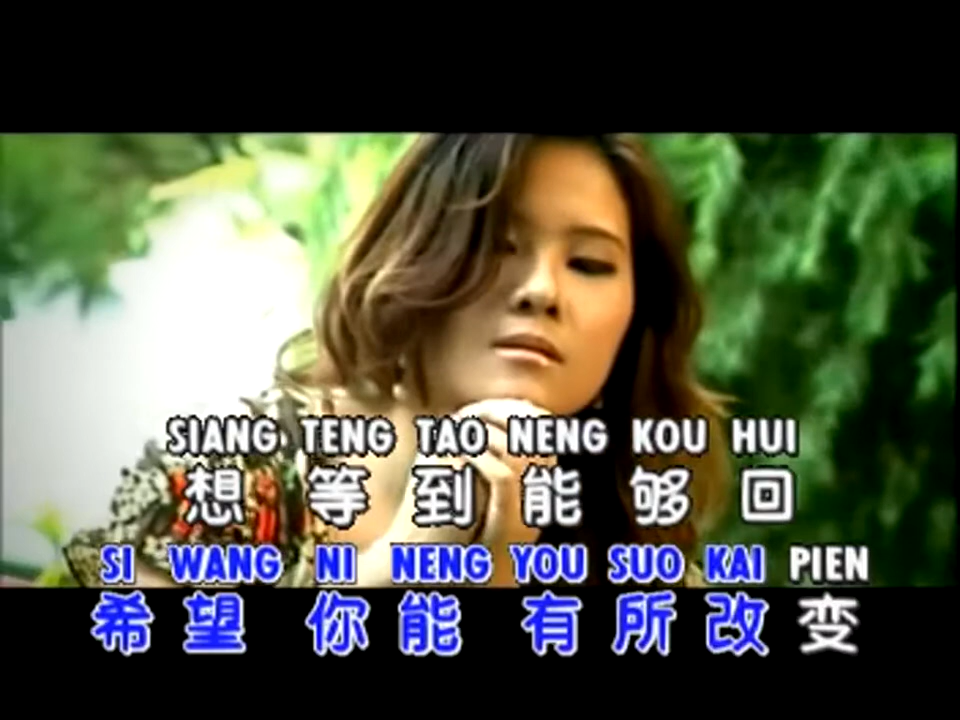 SIANG TENG TAO NENG KOU HUI
想 等 到 能 够 回
SI WANG NI NENG YOU SUO KAI PIEN
希 望 你 能 有 所 改 变